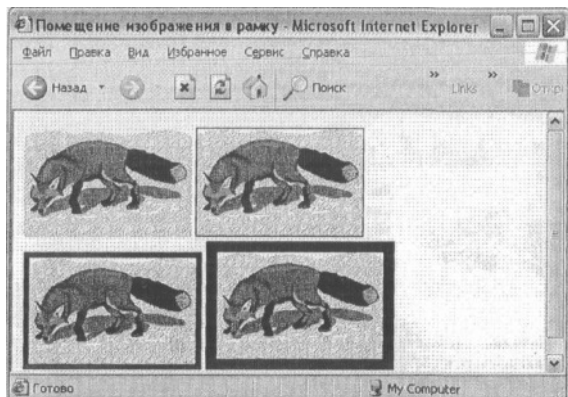 Помещение изображения в рамку - Microsoft Internet Explorer
Файл Правка Вид Избранное Сервис Справка
Назад Поиск » Links »
Готово My Computer